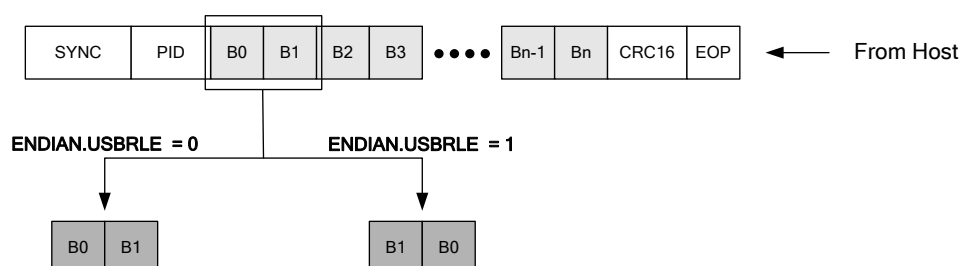 SYNC PID B0 B1 B2 B3 •••• Bn-1 Bn CRC16 EOP From Host
ENDIAN.USBRLE = 0 ENDIAN.USBRLE = 1
B0 B1 B1 B0